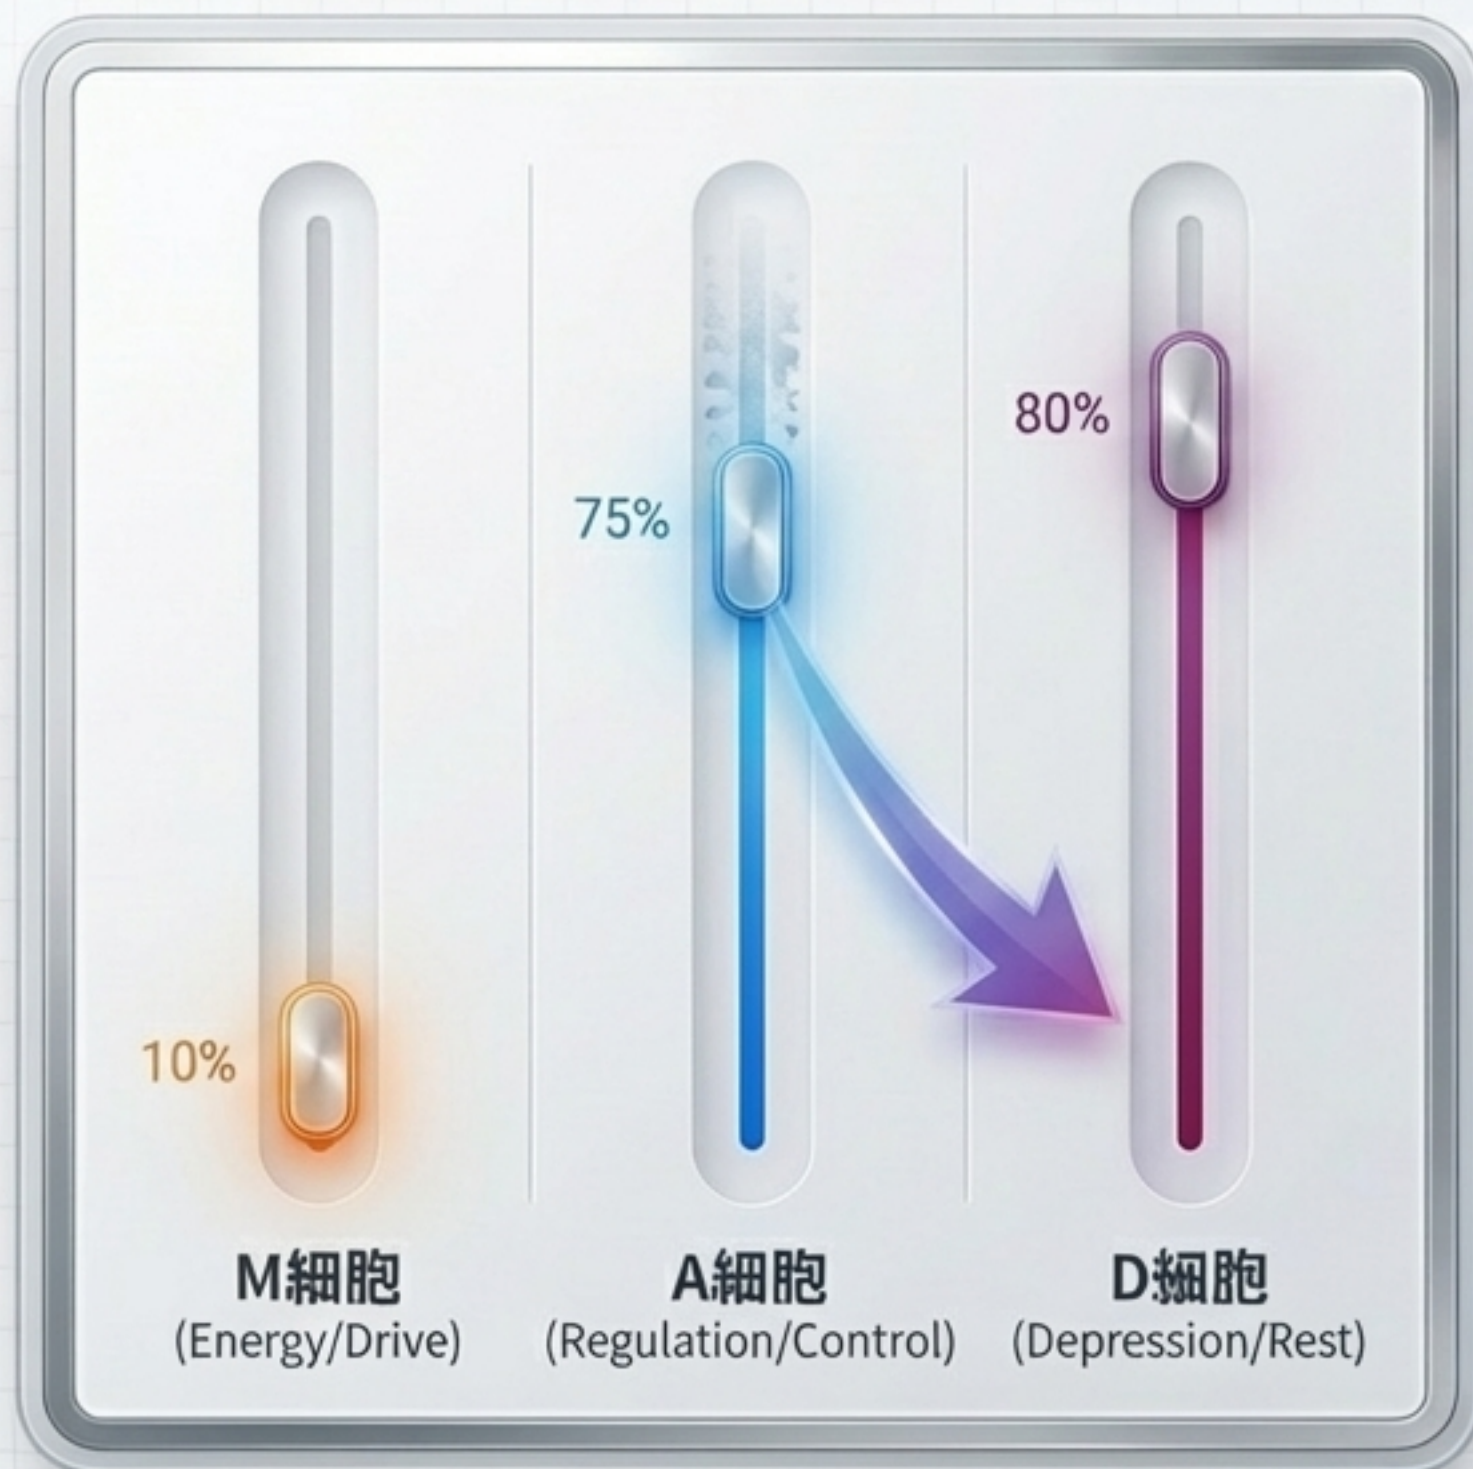 10%
75%
80%
M細胞
(Energy/Drive)
A細胞
(Regulation/Control)
D細胞
(Depression/Rest)